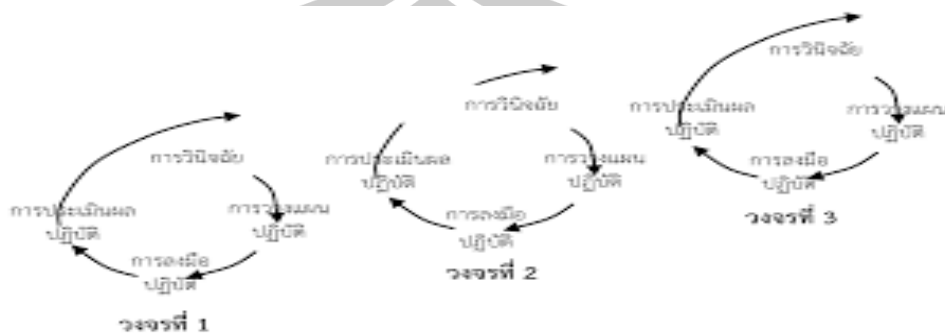 การวินิจฉัย
การประเมินผล
ปฏิบัติ
การวางแผน
ปฏิบัติ
การลงมือ
ปฏิบัติ
วงจรที่ 1
การวินิจฉัย
การประเมินผล
ปฏิบัติ
การวางแผน
ปฏิบัติ
การลงมือ
ปฏิบัติ
วงจรที่ 2
การวินิจฉัย
การประเมินผล
ปฏิบัติ
การวางแผน
ปฏิบัติ
การลงมือ
ปฏิบัติ
วงจรที่ 3